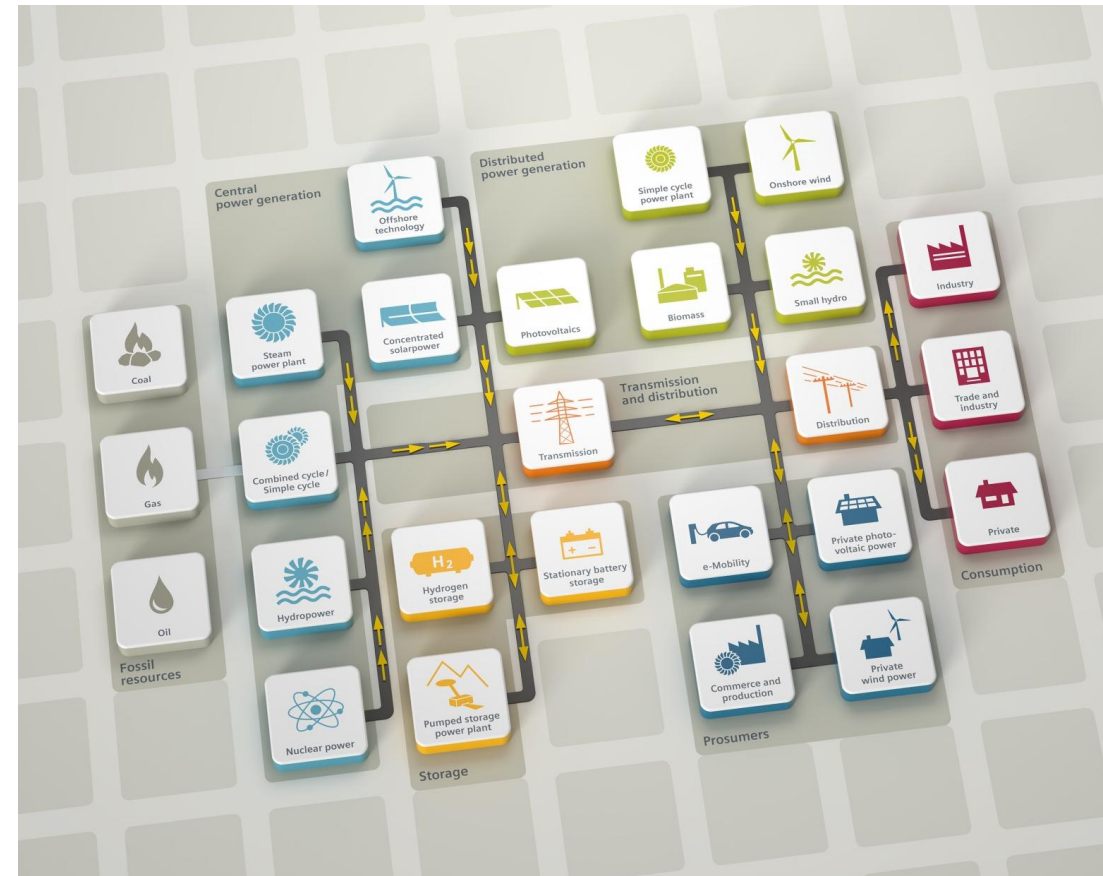 Central
power generation
Offshore
technology
Steam
power plant
Concentrated
solarpower
Combined cycle /
Simple cycle
Hydropower
Nuclear power
Distributed
power generation
Simple cycle
power plant
Onshore wind
Photovoltaics
Biomass
Small hydro
Coal
Gas
Oil
Fossil
resources
Transmission
and distribution
Transmission
Distribution
Industry
Trade and
industry
Private
Consumption
H2
Hydrogen
storage
Stationary battery
storage
Pumped storage
power plant
Storage
e-Mobility
Private photo-
voltaic power
Commerce and
production
Private
wind power
Prosumers